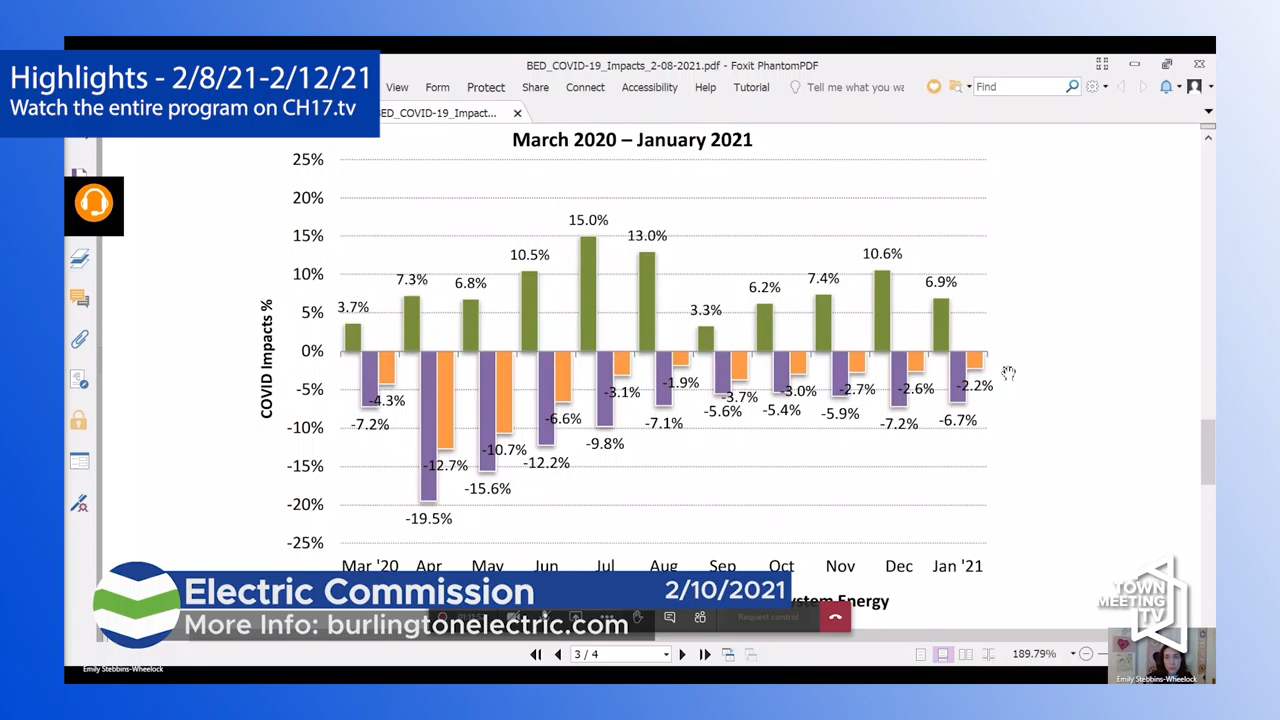 Highlights - 2/8/21-2/12/21
Watch the entire program on CH17.tv
BED_COVID-19_Impacts_2-08-2021.pdf - Foxit PhantomPDF
View Form Protect Share Connect Accessibility Help Tutorial Tell me what you wa Find
BED_COVID-19_Impact...
March 2020 – January 2021
COVID Impacts %
25%
20%
15%
10%
5%
0%
-5%
-10%
-15%
-20%
-25%
3.7% 7.3% 6.8% 10.5% 15.0% 13.0% 3.3% 6.2% 7.4% 10.6% 6.9%
-7.2% -19.5% -15.6% -12.2% -9.8% -7.1% -5.6% -5.4% -5.9% -7.2% -6.7%
-4.3% -12.7% -10.7% -6.6% -3.1% -1.9% -3.7% -3.0% -2.7% -2.6% -2.2%
Mar '20 Apr May Jun Jul Aug Sep Oct Nov Dec Jan '21
Energy
Electric Commission 2/10/2021
More Info: burlingtonelectric.com
Request control
TOWN
MEETING
TV
3 / 4
189.79%
Emily Stebbins-Wheelock
Emily Stebbins-Wheelock